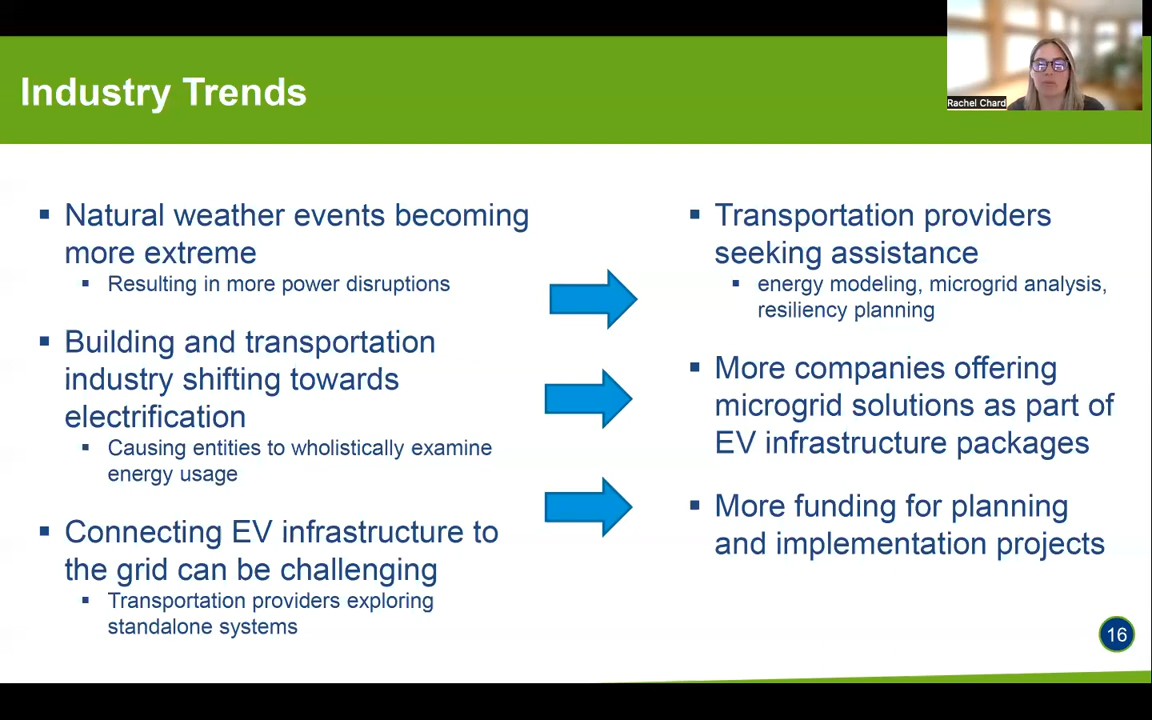 Industry Trends
Rachel Chard
▪ Natural weather events becoming
more extreme
▪ Resulting in more power disruptions
▪ Building and transportation
industry shifting towards
electrification
▪ Causing entities to wholistically examine
energy usage
▪ Connecting EV infrastructure to
the grid can be challenging
▪ Transportation providers exploring
standalone systems
▪ Transportation providers
seeking assistance
▪ energy modeling, microgrid analysis,
resiliency planning
▪ More companies offering
microgrid solutions as part of
EV infrastructure packages
▪ More funding for planning
and implementation projects
16